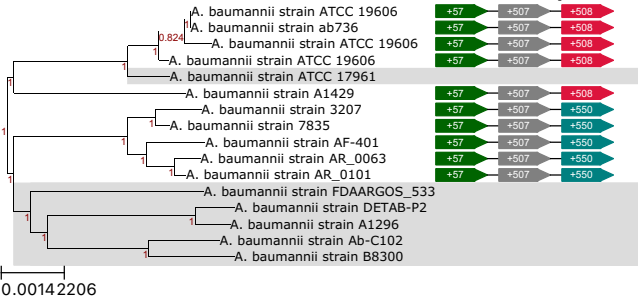 A. baumannii strain ATCC 19606 +57 +507 +508
A. baumannii strain ab736 +57 +507 +508
0.824
A. baumannii strain ATCC 19606 +57 +507 +508
1 A. baumannii strain ATCC 19606 +57 +507 +508
1
A. baumannii strain ATCC 17961
1 A. baumannii strain A1429 +57 +507 +508
A. baumannii strain 3207 +57 +507 +550
1 A. baumannii strain 7835 +57 +507 +550
1
1 A. baumannii strain AF-401 +57 +507 +550
1 A. baumannii strain AR_0063 +57 +507 +550
1 1 A. baumannii strain AR_0101 +57 +507 +550
A. baumannii strain FDAARGOS_533
A. baumannii strain DETAB-P2
1 1 A. baumannii strain A1296
1 A. baumannii strain Ab-C102
1 A. baumannii strain B8300
0.00142206